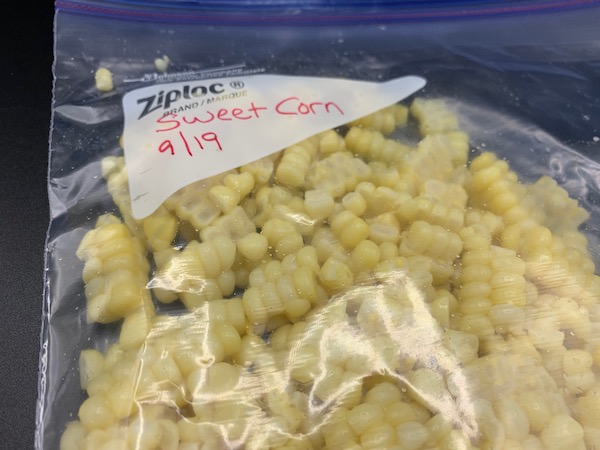 Ziploc®
BRAND / MARQUE
Sweet Corn
9/19